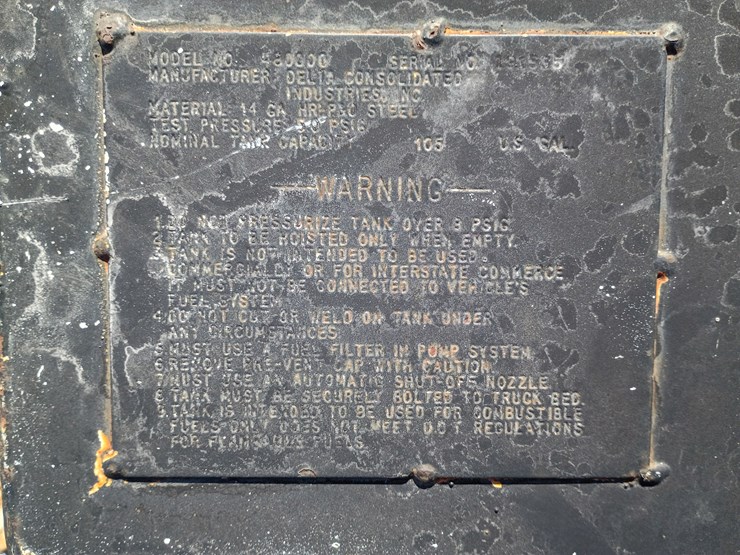 MODEL NO. 480000 SERIAL NO.
MANUFACTURER DELTA CONSOLIDATED
INDUSTRIES, INC
MATERIAL 14 GA HRP&O STEEL
TEST PRESSURE 5.0 PSIG
NOMINAL TANK CAPACITY 105 U.S. GAL.
WARNING
1. DO NOT PRESSURIZE TANK OVER 3 PSIG.
2. TANK TO BE HOISTED ONLY WHEN EMPTY.
3. TANK IS NOT INTENDED TO BE USED
COMMERCIALLY OR FOR INTERSTATE COMMERCE
IT MUST NOT BE CONNECTED TO VEHICLE'S
FUEL SYSTEM
4. DO NOT CUT OR WELD ON TANK UNDER
ANY CIRCUMSTANCES
5. MUST USE A FUEL FILTER IN PUMP SYSTEM
6. REMOVE PRE-VENT CAP WITH CAUTION
7. MUST USE AN AUTOMATIC SHUT-OFF NOZZLE.
8. TANK MUST BE SECURELY BOLTED TO TRUCK BED.
9. TANK IS INTENDED TO BE USED FOR COMBUSTIBLE
FUELS ONLY DOES NOT MEET D.O.T REGULATIONS
FOR FLAMMABLE FUELS